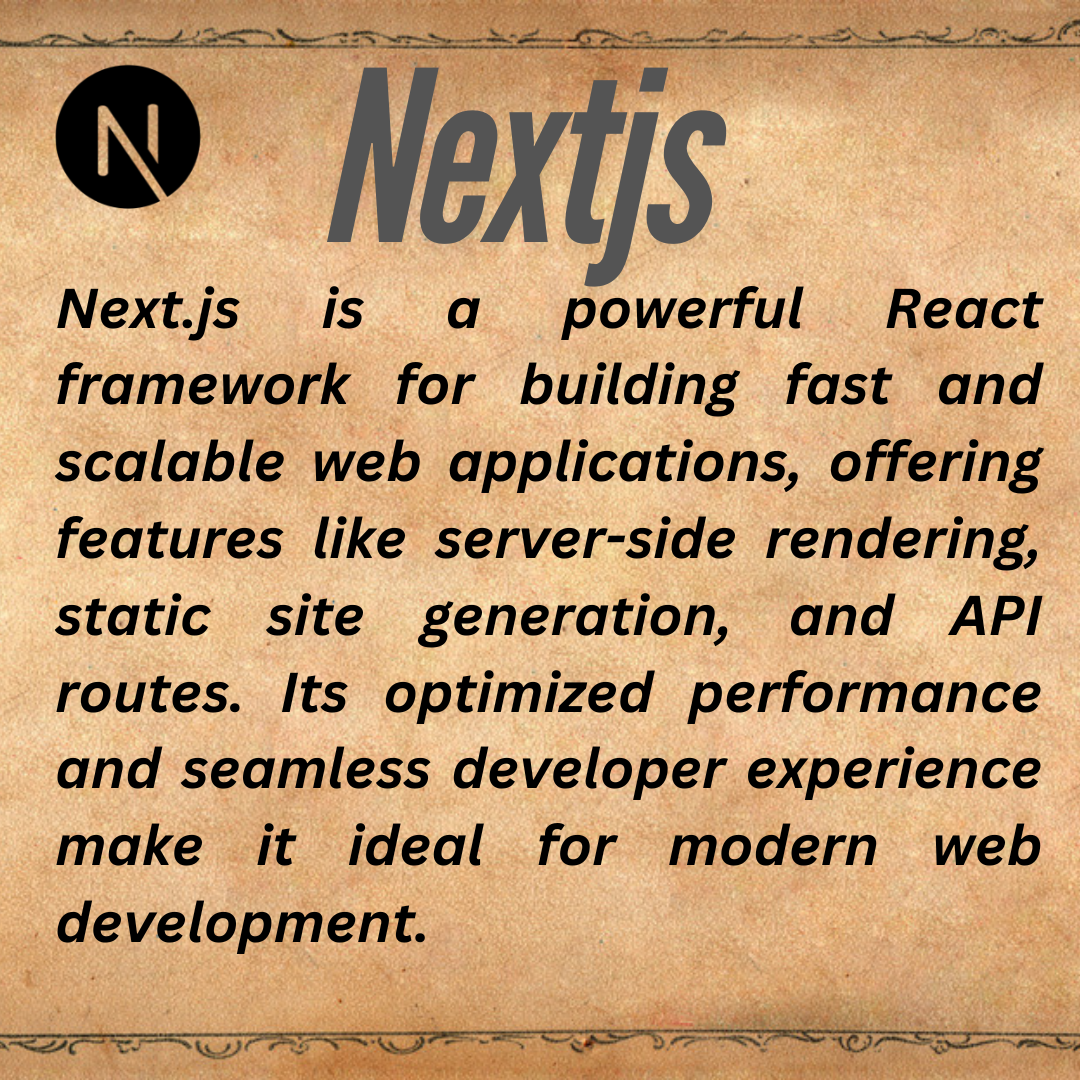 N
Nextjs
Next.js is a powerful React
framework for building fast and
scalable web applications, offering
features like server-side rendering,
static site generation, and API
routes. Its optimized performance
and seamless developer experience
make it ideal for modern web
development.